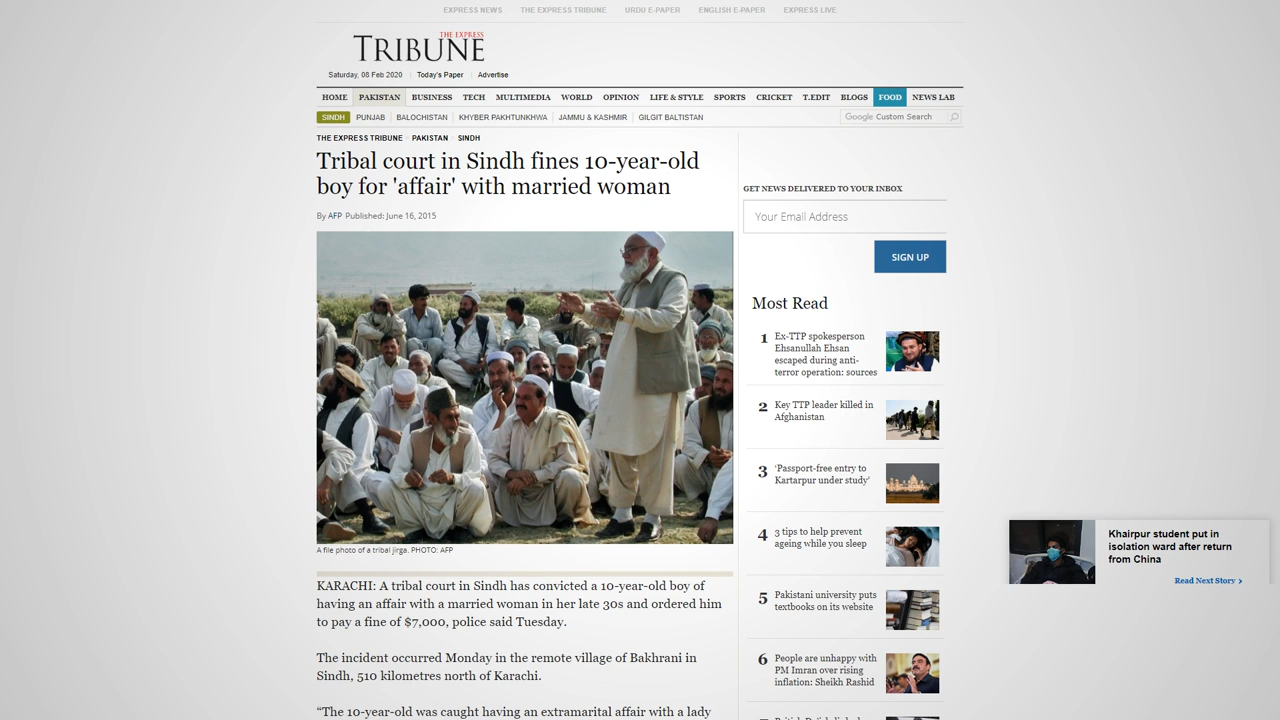 EXPRESS NEWS THE EXPRESS TRIBUNE URDU E-PAPER ENGLISH E-PAPER EXPRESS LIVE
THE EXPRESS
TRIBUNE
Saturday, 08 Feb 2020 Today's Paper Advertise
HOME PAKISTAN BUSINESS TECH MULTIMEDIA WORLD OPINION LIFE & STYLE SPORTS CRICKET T.EDIT BLOGS FOOD NEWS LAB
SINDH PUNJAB BALOCHISTAN KHYBER PAKHTUNKHWA JAMMU & KASHMIR GILGIT BALTISTAN Google Custom Search
THE EXPRESS TRIBUNE PAKISTAN SINDH
Tribal court in Sindh fines 10-year-old
boy for 'affair' with married woman
By AFP Published: June 16, 2015
A file photo of a tribal jirga. PHOTO: AFP
KARACHI: A tribal court in Sindh has convicted a 10-year-old boy of
having an affair with a married woman in her late 30s and ordered him
to pay a fine of $7,000, police said Tuesday.
The incident occurred Monday in the remote village of Bakhrani in
Sindh, 510 kilometres north of Karachi.
“The 10-year-old was caught having an extramarital affair with a lady
GET NEWS DELIVERED TO YOUR INBOX
Your Email Address
SIGN UP
Most Read
1 Ex-TTP spokesperson
Ehsanullah Ehsan
escaped during anti-
terror operation: sources
2 Key TTP leader killed in
Afghanistan
3 ‘Passport-free entry to
Kartarpur under study’
4 3 tips to help prevent
ageing while you sleep
5 Pakistani university puts
textbooks on its website
6 People are unhappy with
PM Imran over rising
inflation: Sheikh Rashid
Khairpur student put in
isolation ward after return
from China
Read Next Story ›